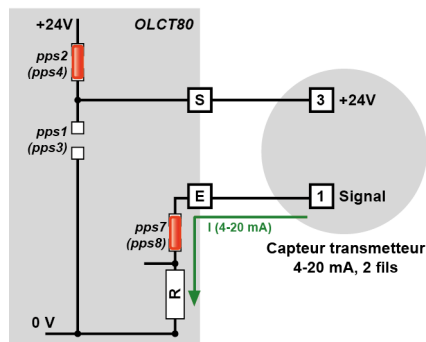 +24V
OLCT80
pps2
(pps4)
S
3
+24V
pps1
(pps3)
E
1
Signal
pps7
(pps8)
I (4-20 mA)
Capteur transmetteur
4-20 mA, 2 fils
R
0 V